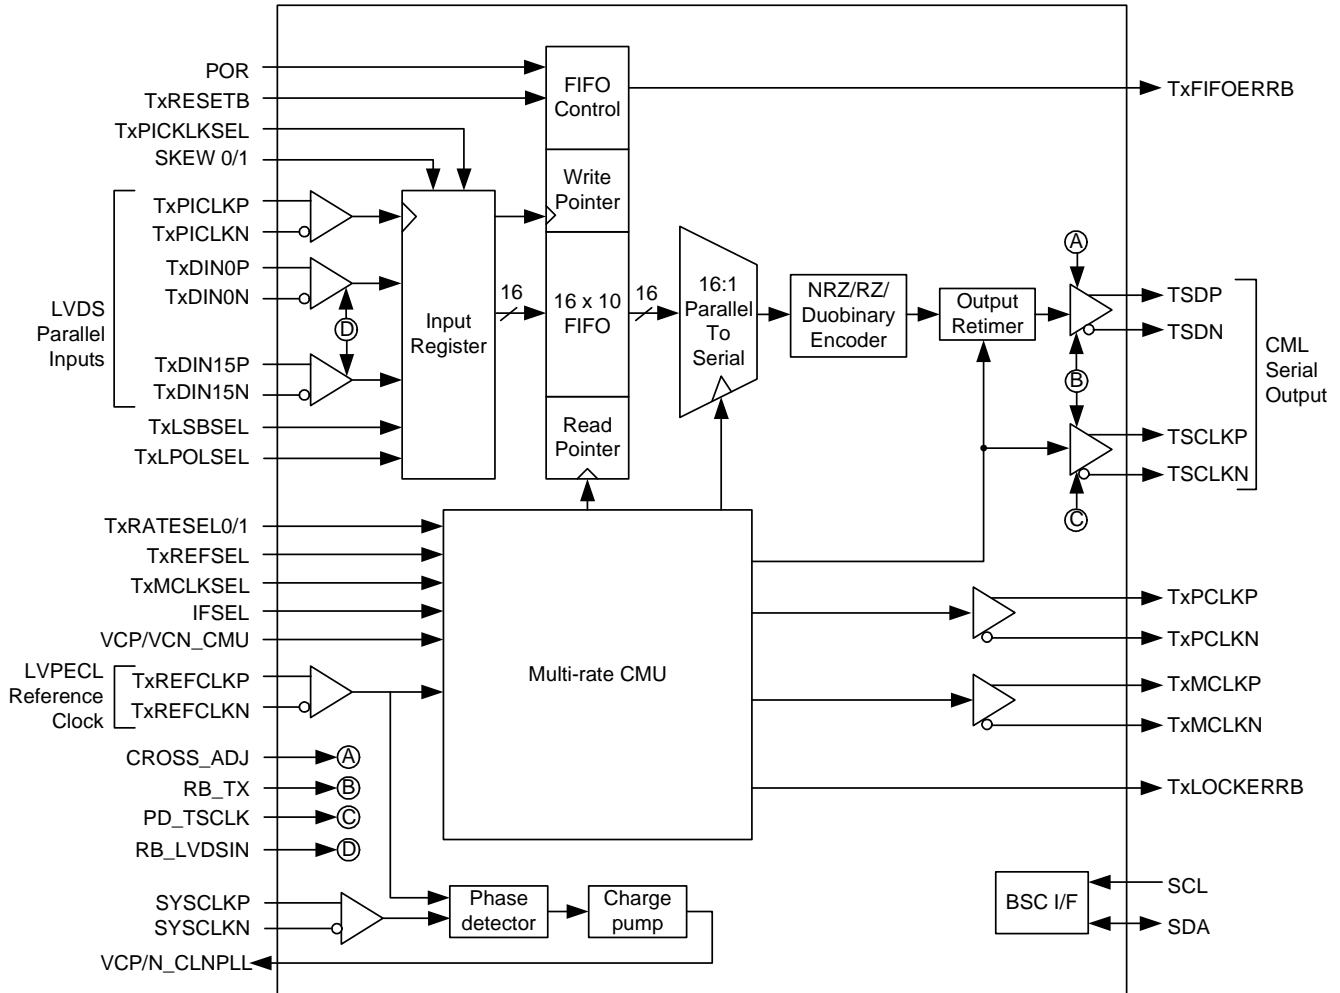 POR
TxRESETB
TxPICKLKSEL
SKEW 0/1
LVDS
Parallel
Inputs
TxPICLKP
TxPICLKN
TxDIN0P
TxDIN0N
TxDIN15P
TxDIN15N
TxLSBSEL
TxLPOLSEL
D
Input
Register
16
FIFO
Control
Write
Pointer
16 x 10
FIFO
Read
Pointer
16
16:1
Parallel
To
Serial
NRZ/RZ/
Duobinary
Encoder
Output
Retimer
A
B
C
TxFIFOERRB
TSDP
TSDN
TSCLKP
TSCLKN
CML
Serial
Output
TxRATESEL0/1
TxREFSEL
TxMCLKSEL
IFSEL
VCP/VCN_CMU
LVPECL
Reference
Clock
TxREFCLKP
TxREFCLKN
Multi-rate CMU
TxPCLKP
TxPCLKN
TxMCLKP
TxMCLKN
TxLOCKERRB
CROSS_ADJ
A
RB_TX
B
PD_TSCLK
C
RB_LVDSIN
D
SYSCLKP
SYSCLKN
VCP/N_CLNPLL
Phase
detector
Charge
pump
BSC I/F
SCL
SDA